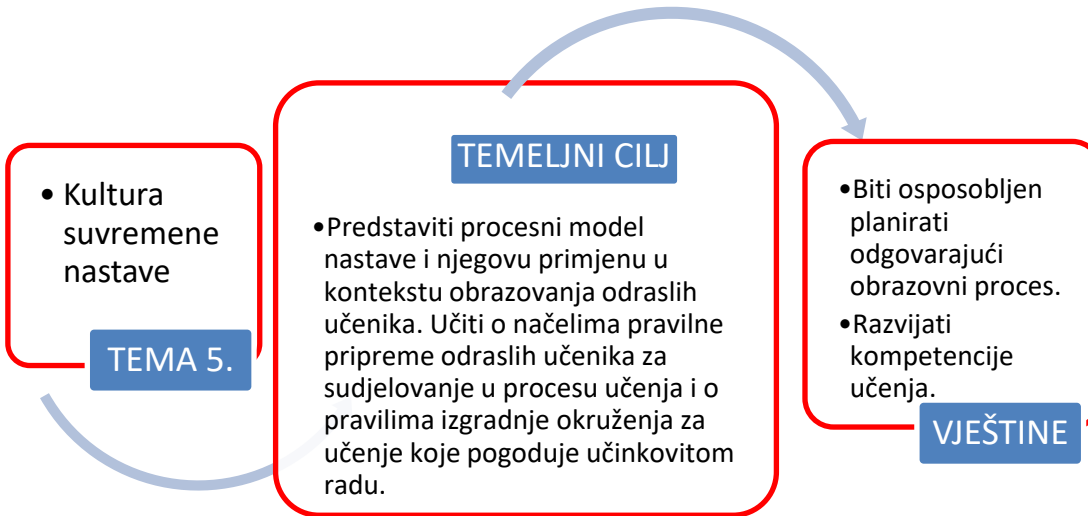 • Kultura
suvremene
nastave
TEMA 5.
TEMELJNI CILJ
•Predstaviti procesni model
nastave i njegovu primjenu u
kontekstu obrazovanja odraslih
učenika. Učiti o načelima pravilne
pripreme odraslih učenika za
sudjelovanje u procesu učenja i o
pravilima izgradnje okruženja za
učenje koje pogoduje učinkovitom
radu.
•Biti osposobljen
planirati
odgovarajući
obrazovni proces.
•Razvijati
kompetencije
učenja.
VJEŠTINE